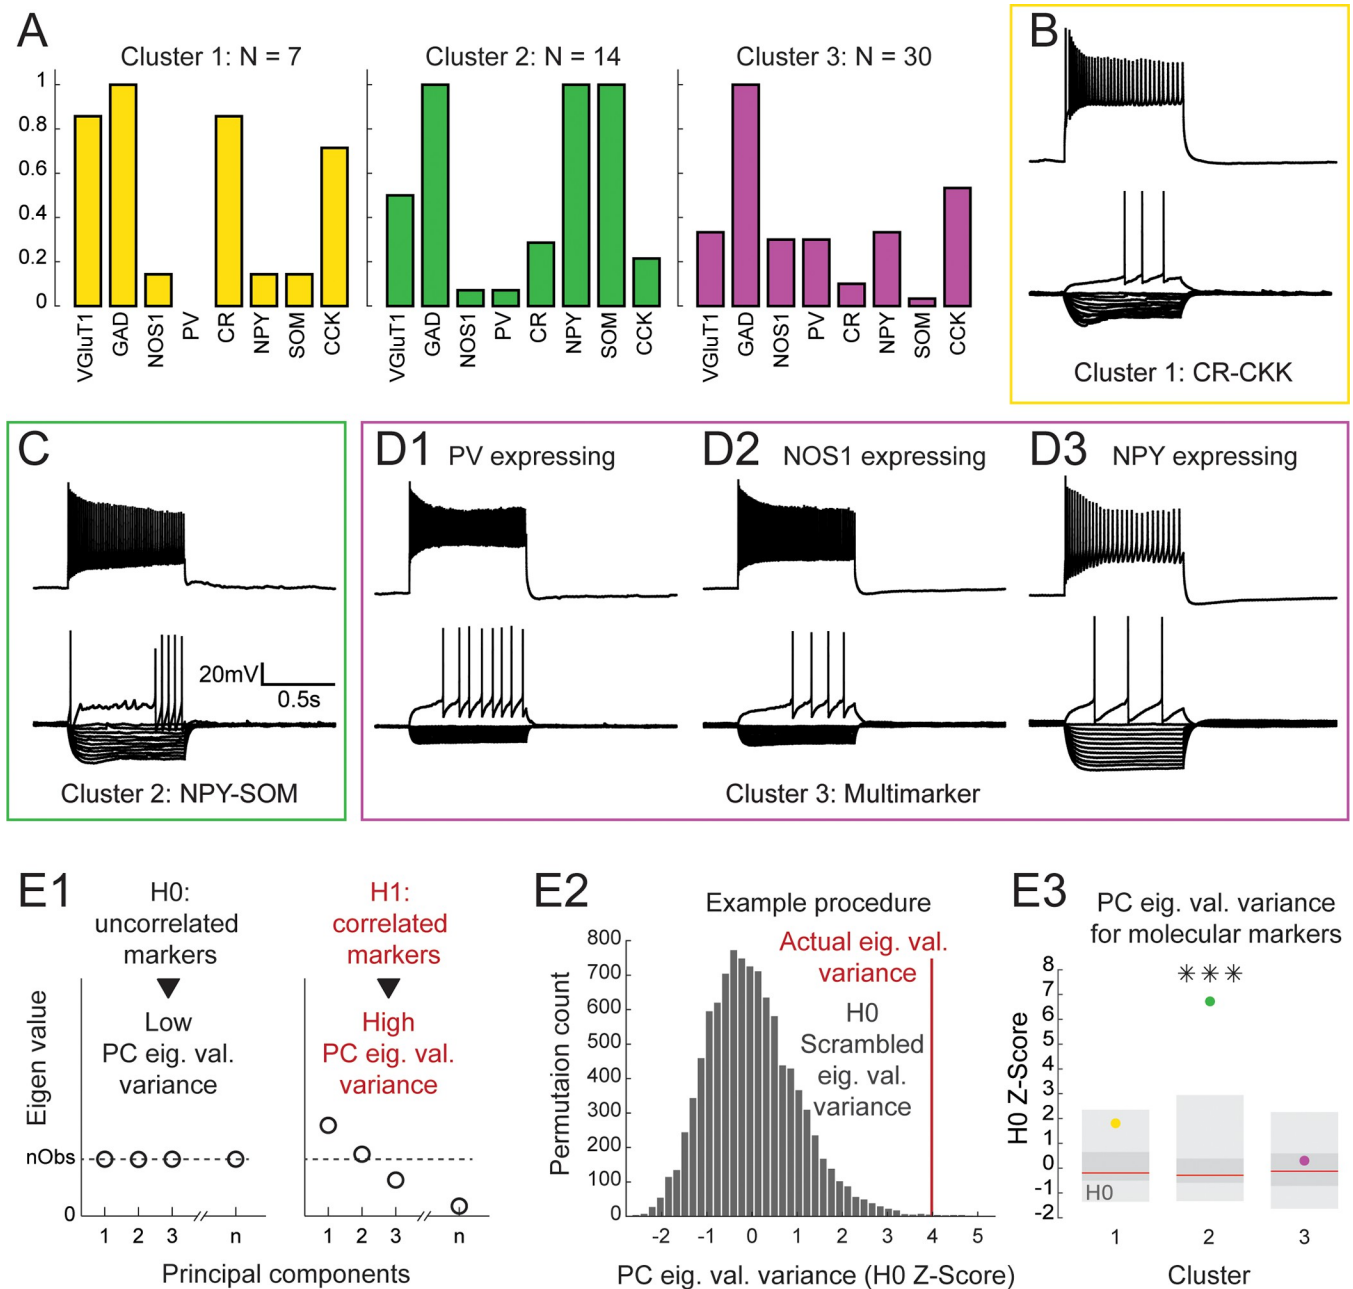 A
Cluster 1: N = 7
Cluster 2: N = 14
Cluster 3: N = 30
1
0.8
0.6
0.4
0.2
0
VGluT1
GAD
NOS1
PV
CR
NPY
SOM
CCK
VGluT1
GAD
NOS1
PV
CR
NPY
SOM
CCK
VGluT1
GAD
NOS1
PV
CR
NPY
SOM
CCK
B
Cluster 1: CR-CKK
C
20mV
0.5s
Cluster 2: NPY-SOM
D1 PV expressing
D2 NOS1 expressing
D3 NPY expressing
Cluster 3: Multimarker
E1
H0:
uncorrelated
markers
Low
PC eig. val.
variance
H1:
correlated
markers
High
PC eig. val.
variance
Eigen value
nObs
0
1 2 3 n
1 2 3 n
Principal components
E2
Example procedure
Actual eig. val.
variance
H0
Scrambled
eig. val.
variance
Permutaion count
800
700
600
500
400
300
200
100
0
-2 -1 0 1 2 3 4 5
PC eig. val. variance (H0 Z-Score)
E3
PC eig. val. variance
for molecular markers
H0 Z-Score
8
7
6
5
4
3
2
1
0
-1
-2
✳✳✳
H0
1 2 3
Cluster